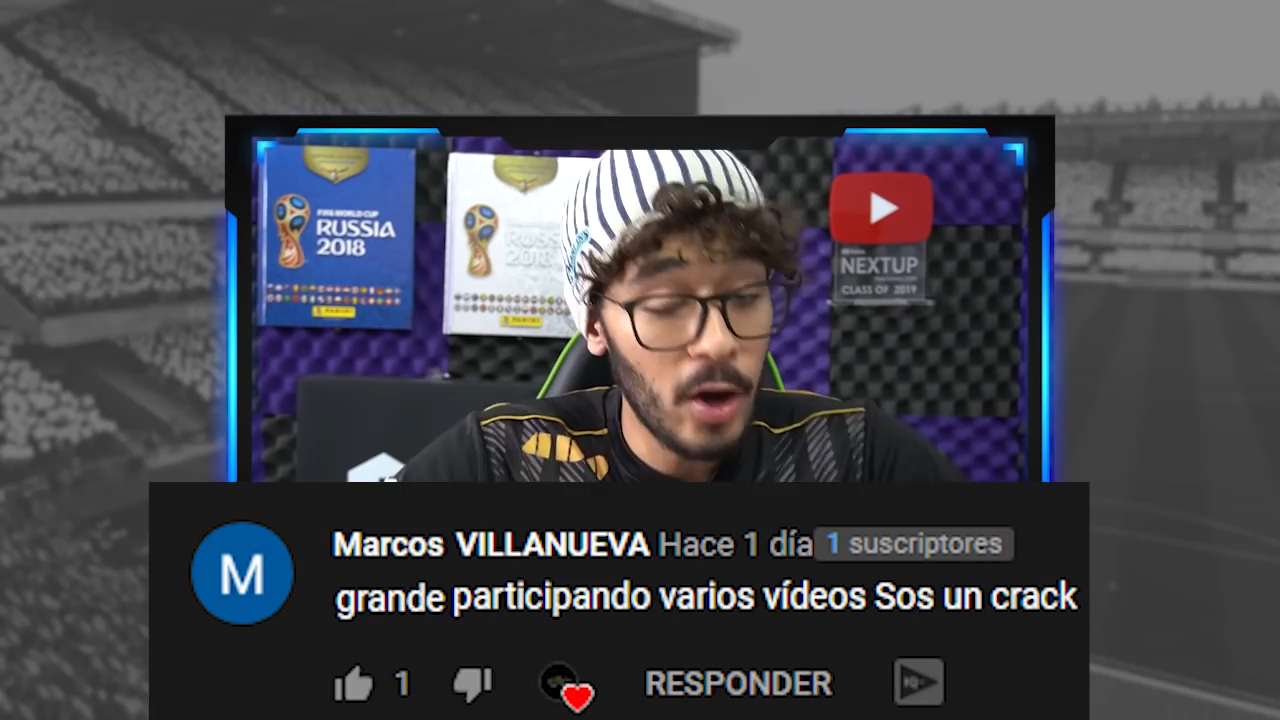 FIFA WORLD CUP
RUSSIA
2018
PANINI
RUSSIA
2018
PANINI
NEXTUP
CLASS OF 2019
M
Marcos VILLANUEVA Hace 1 día 1 suscriptores
grande participando varios vídeos Sos un crack
1
RESPONDER